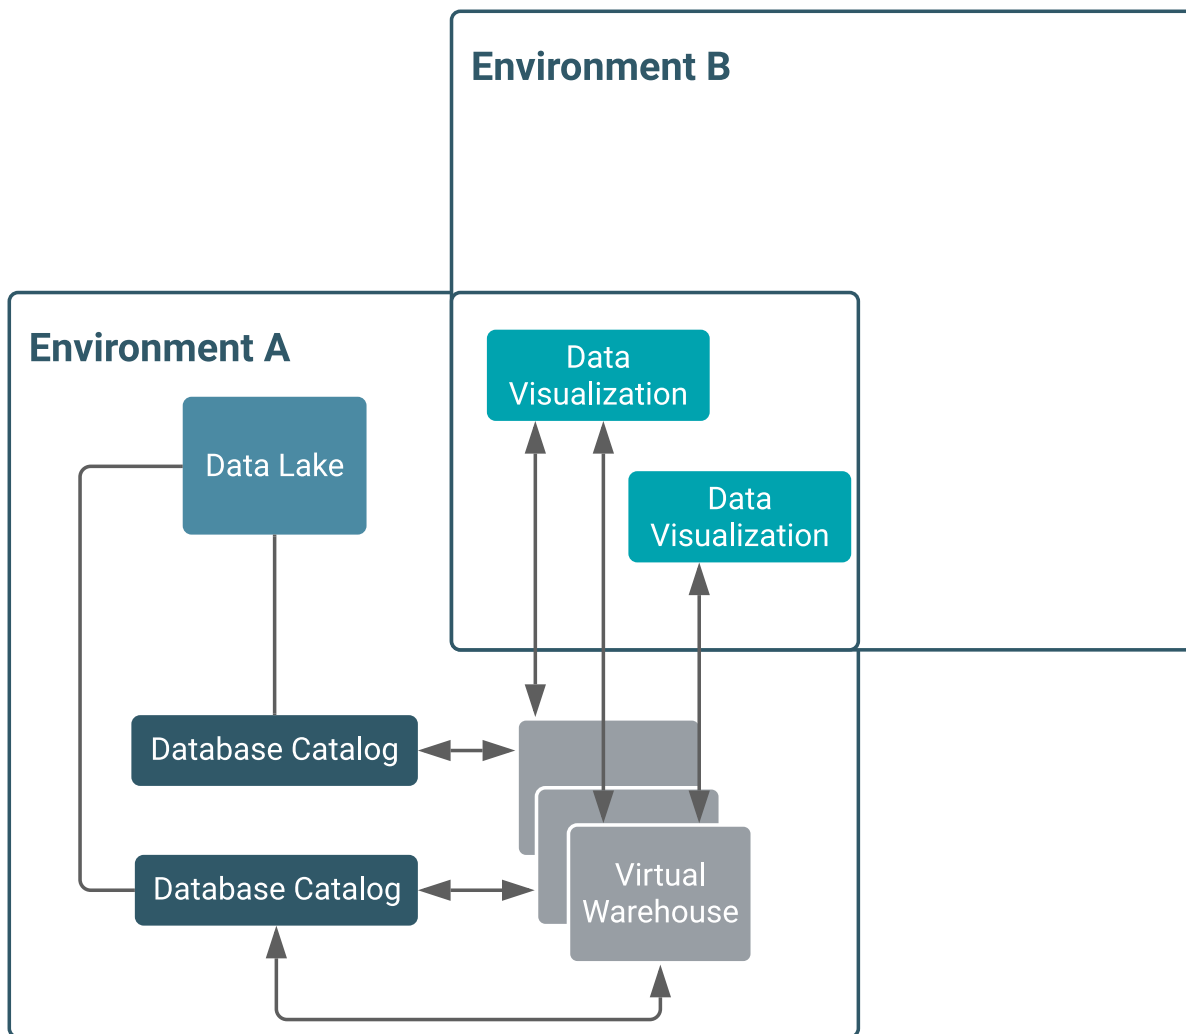 Environment B
Environment A
Data
Visualization
Data Lake
Data
Visualization
Database Catalog
Database Catalog
Virtual
Warehouse